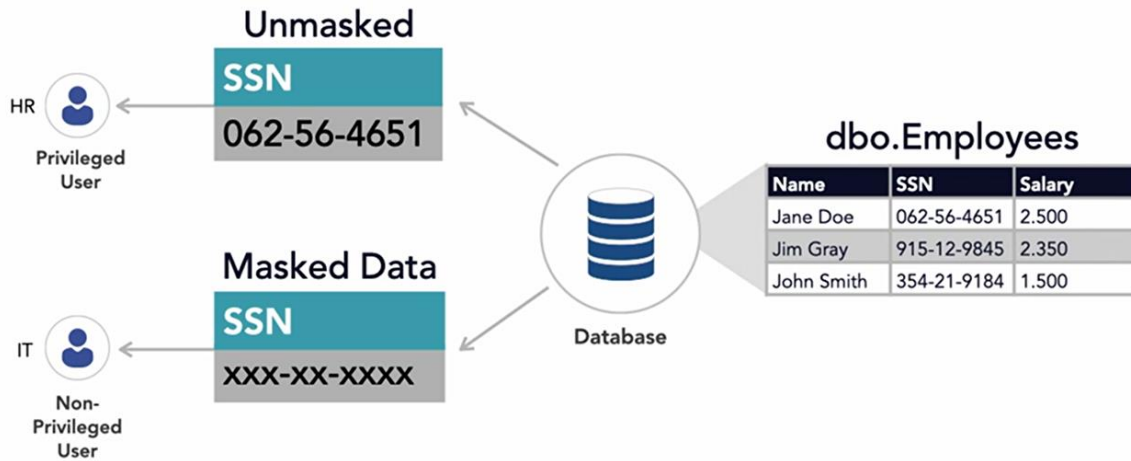 Unmasked
SSN
062-56-4651
HR
Privileged
User
Masked Data
SSN
xxx-xx-xxxx
IT
Non-
Privileged
User
Database
dbo.Employees
Name SSN Salary
Jane Doe 062-56-4651 2.500
Jim Gray 915-12-9845 2.350
John Smith 354-21-9184 1.500